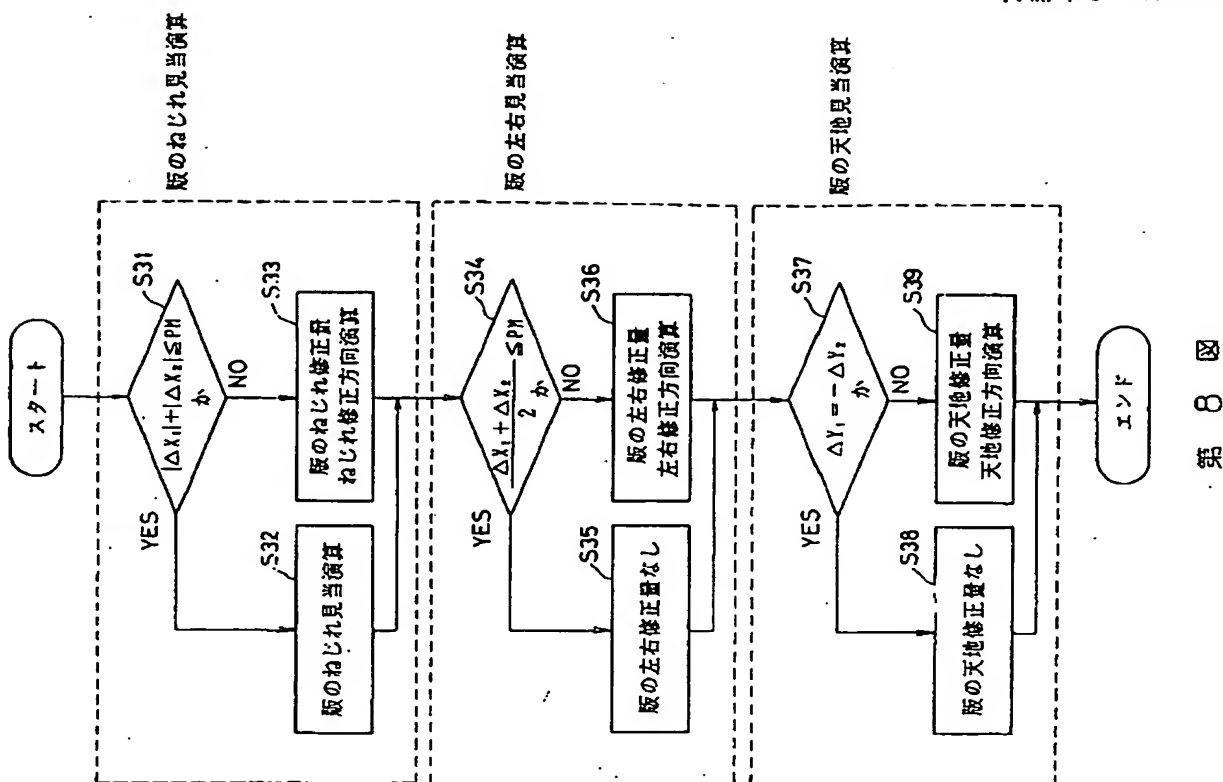 スタート
版のねじれ見当演算
S31
|ΔX₁|+|ΔX₂|≦PM
か
YES
NO
S32
版のねじれ見当演算
S33
版のねじれ修正量
ねじれ修正方向演算
版の左右見当演算
S34
ΔX₁+ΔX₂
2
≦PM
か
YES
NO
S35
版の左右修正量なし
S36
版の左右修正量
左右修正方向演算
版の天地見当演算
S37
ΔY₁=-ΔY₂
か
YES
NO
S38
版の天地修正量なし
S39
版の天地修正量
天地修正方向演算
エンド
第 8 図